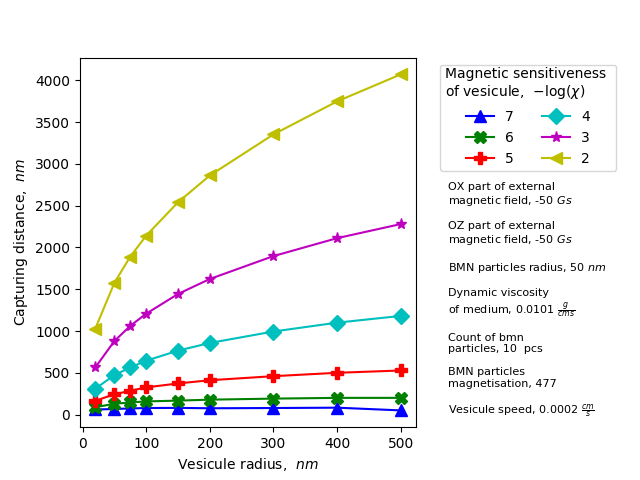 4000
3500
3000
2500
2000
1500
1000
500
0
Capturing distance, nm
0 100 200 300 400 500
Vesicule radius, nm
Magnetic sensitiveness
of vesicule, −log(χ)
7 4
6 3
5 2
OX part of external
magnetic field, -50 Gs
OZ part of external
magnetic field, -50 Gs
BMN particles radius, 50 nm
Dynamic viscosity
of medium, 0.0101 g/cms
Count of bmn
particles, 10 pcs
BMN particles
magnetisation, 477
Vesicule speed, 0.0002 cm/s